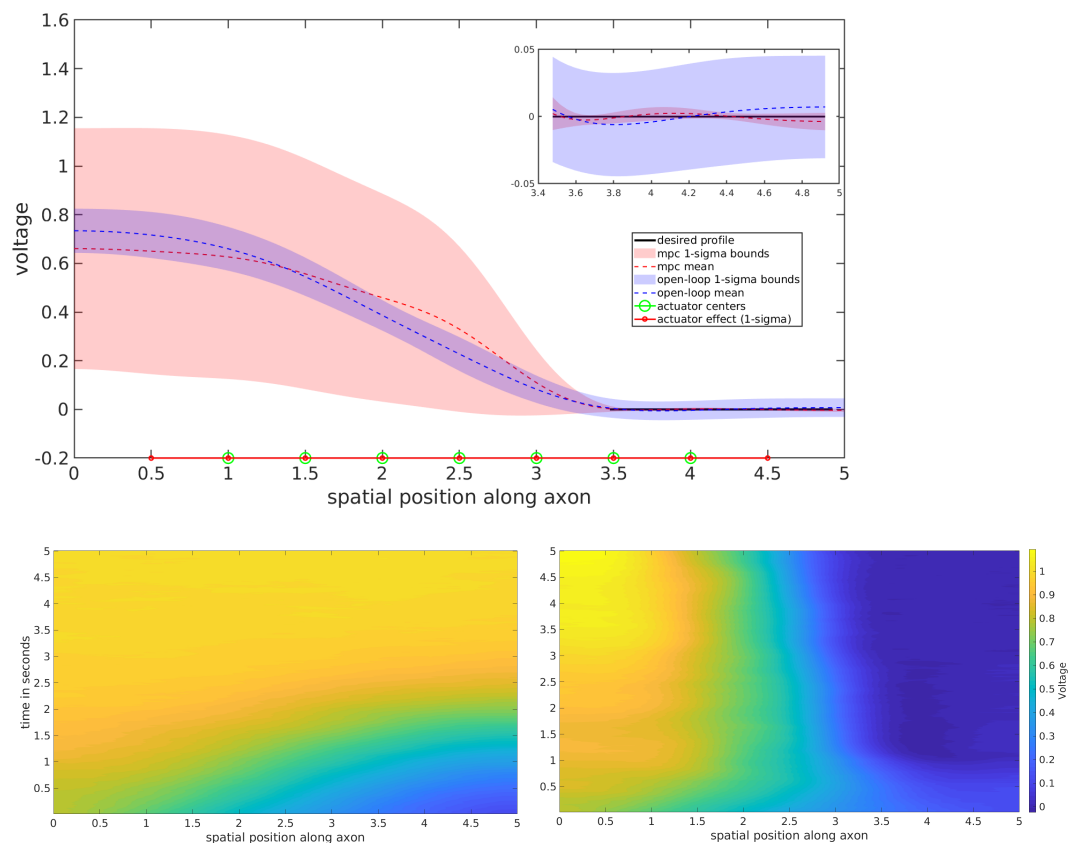 1.6
1.4
1.2
1
0.8
0.6
0.4
0.2
0
-0.2
voltage
0 0.5 1 1.5 2 2.5 3 3.5 4 4.5 5
spatial position along axon
0.05
0
-0.05
3.4 3.6 3.8 4 4.2 4.4 4.6 4.8 5
desired profile
mpc 1-sigma bounds
mpc mean
open-loop 1-sigma bounds
open-loop mean
actuator centers
actuator effect (1-sigma)
5
4.5
4
3.5
3
2.5
2
1.5
1
0.5
time in seconds
0 0.5 1 1.5 2 2.5 3 3.5 4 4.5 5
spatial position along axon
5
4.5
4
3.5
3
2.5
2
1.5
1
0.5
0 0.5 1 1.5 2 2.5 3 3.5 4 4.5 5
spatial position along axon
1
0.9
0.8
0.7
0.6
0.5
0.4
0.3
0.2
0.1
0
Voltage